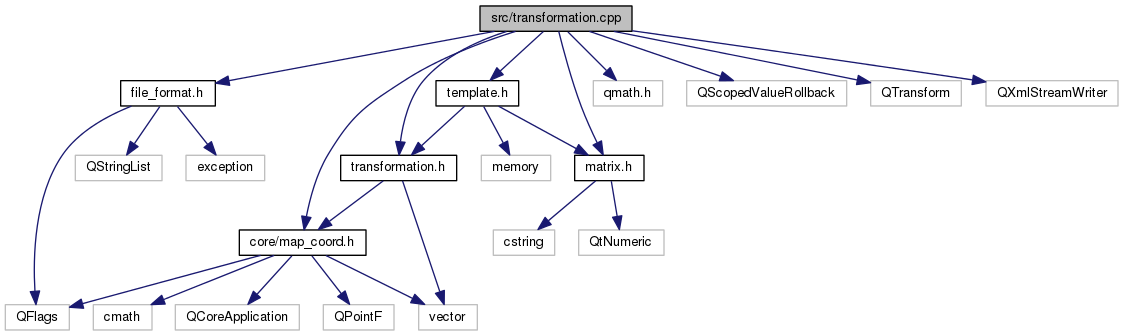 src/transformation.cpp
file_format.h
template.h
qmath.h
QScopedValueRollback
QTransform
QXmlStreamWriter
QStringList
exception
transformation.h
memory
matrix.h
core/map_coord.h
cstring
QtNumeric
QFlags
cmath
QCoreApplication
QPointF
vector